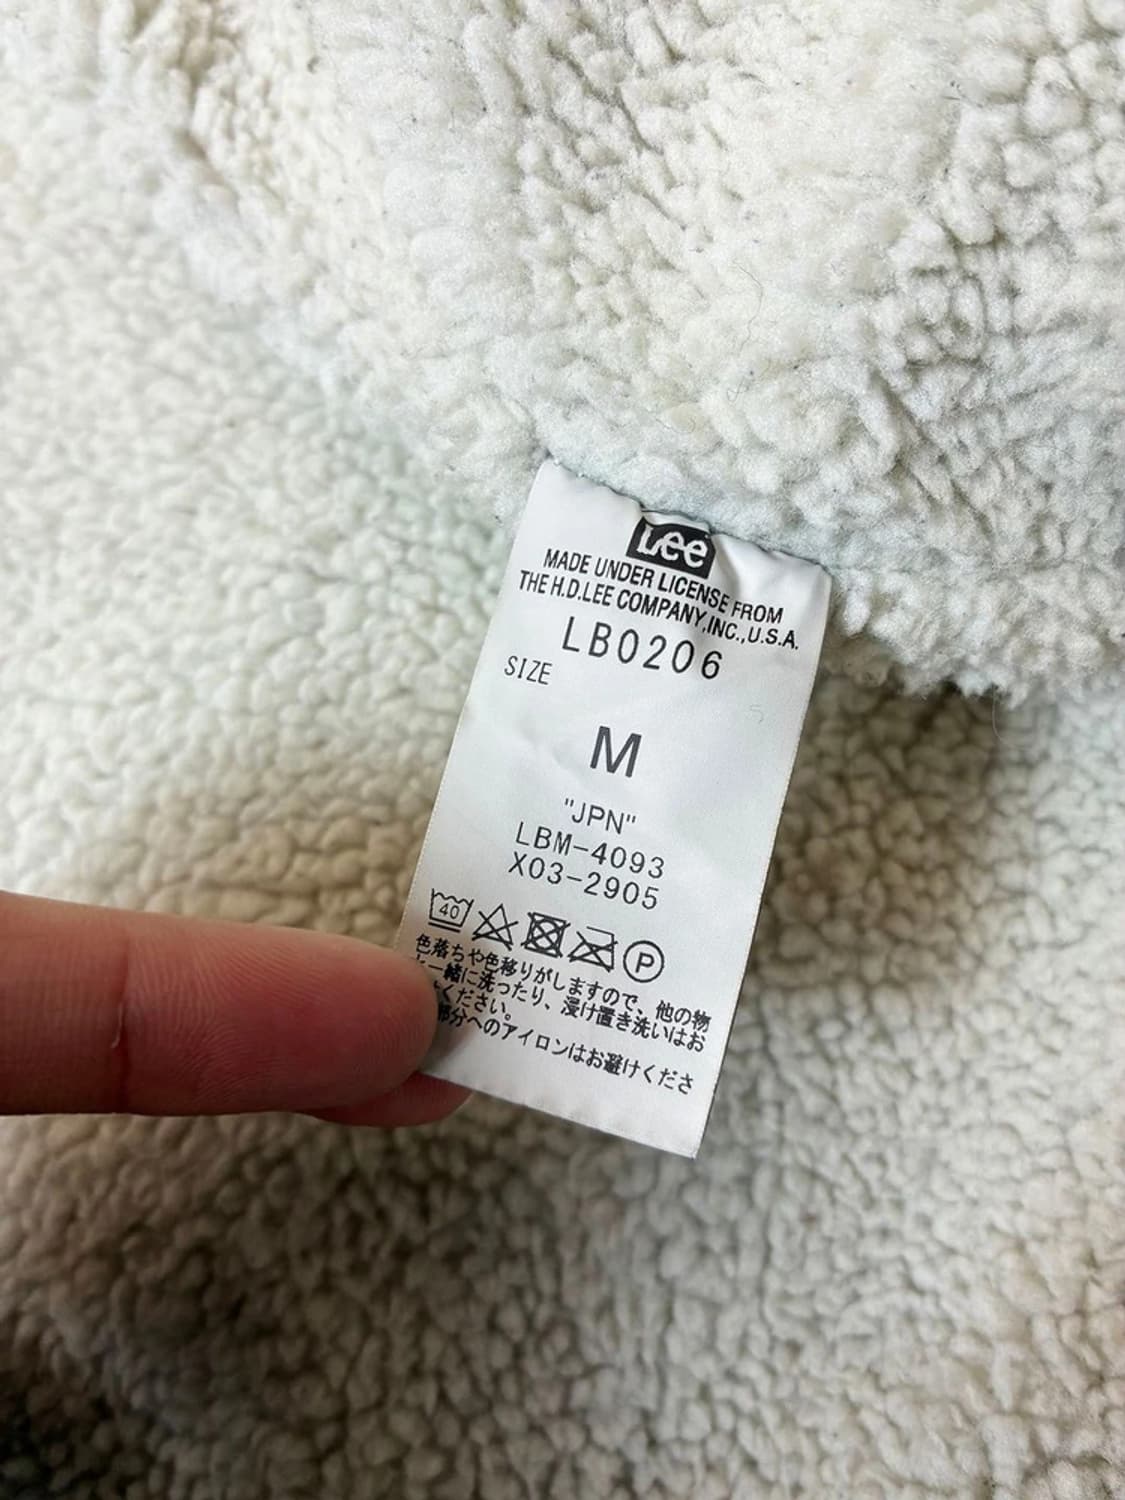 Lee
MADE UNDER LICENSE FROM
THE H.D.LEE COMPANY,INC.,U.S.A.
LB0206
SIZE
M
"JPN"
LBM-4093
X03-2905
40
P
色落ちや色移りがしますので、他の物
と一緒に洗ったり、浸け置き洗いはお
ください。
部分へのアイロンはお避けくださ